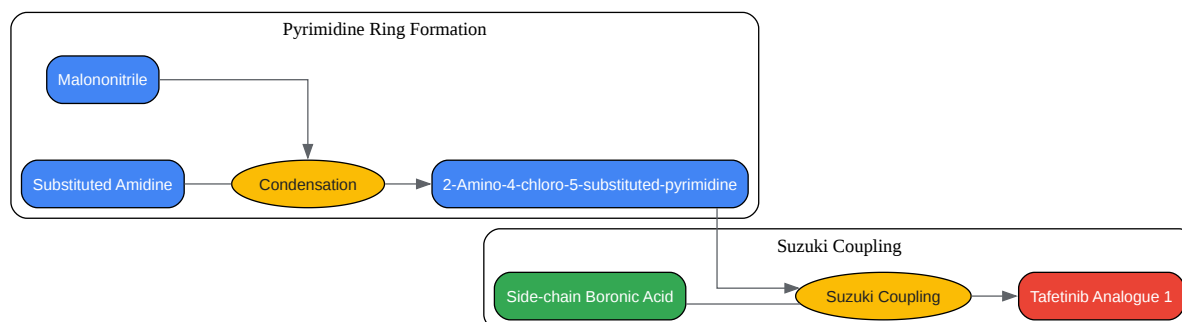 Pyrimidine Ring Formation
Malononitrile
Substituted Amidine
Condensation
2-Amino-4-chloro-5-substituted-pyrimidine
Suzuki Coupling
Side-chain Boronic Acid
Suzuki Coupling
Tafetinib Analogue 1